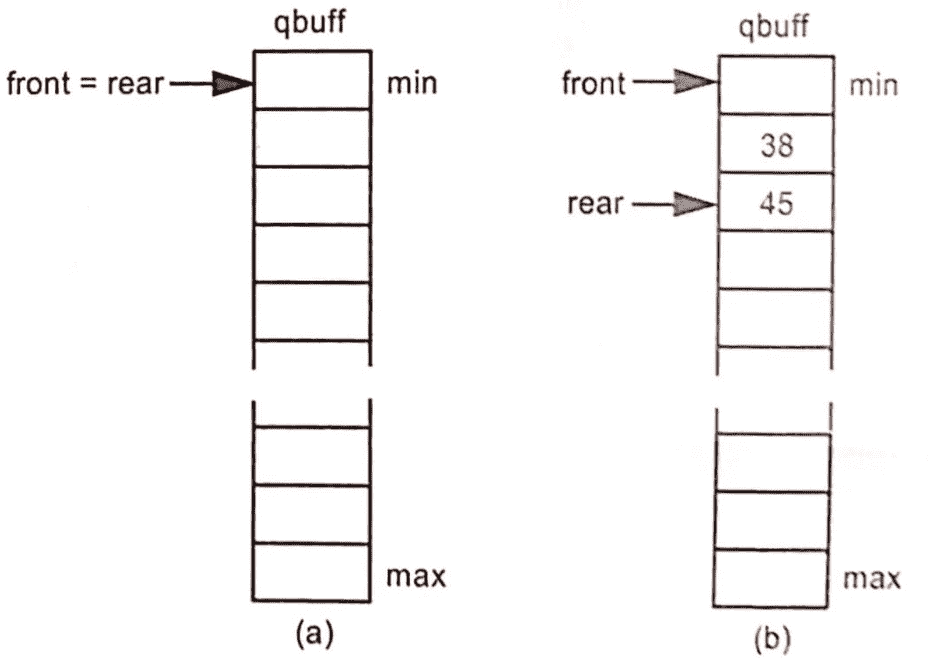 qbuff
front = rear
min
max
(a)
qbuff
front
min
38
rear
45
max
(b)